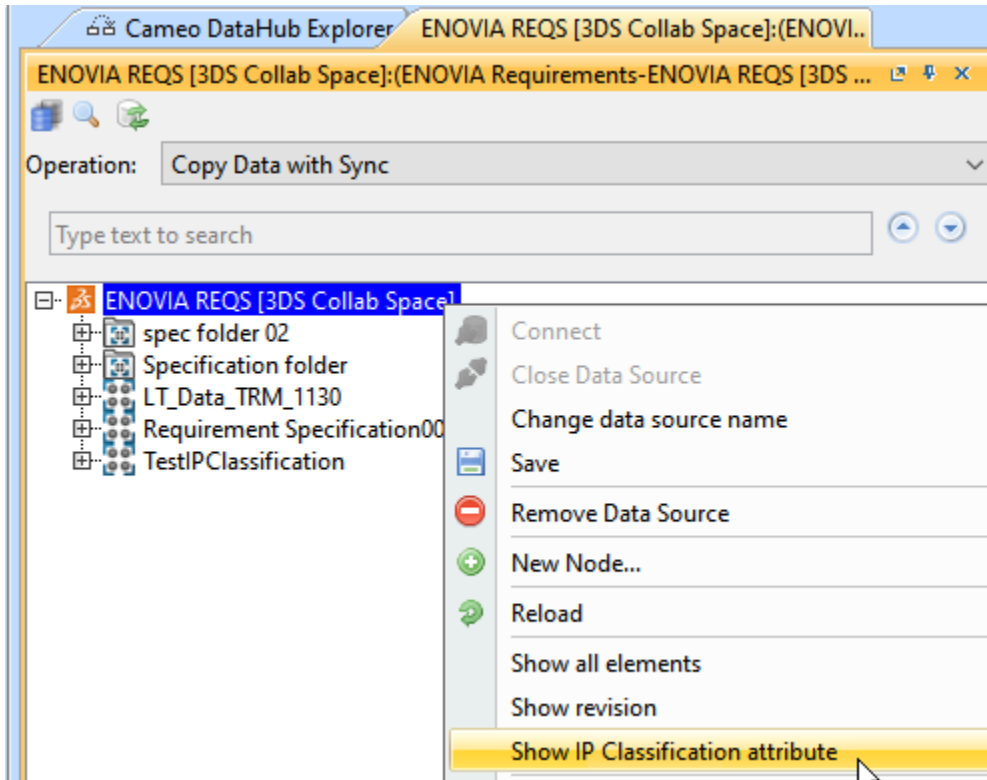 Cameo DataHub Explorer
ENOVIA REQS [3DS Collab Space]:(ENOVI..
ENOVIA REQS [3DS Collab Space]:(ENOVIA Requirements-ENOVIA REQS [3DS ...
Operation: Copy Data with Sync
Type text to search
ENOVIA REQS [3DS Collab Space]
spec folder 02
Specification folder
LT_Data_TRM_1130
Requirement Specification00
TestIPClassification
Connect
Close Data Source
Change data source name
Save
Remove Data Source
New Node...
Reload
Show all elements
Show revision
Show IP Classification attribute